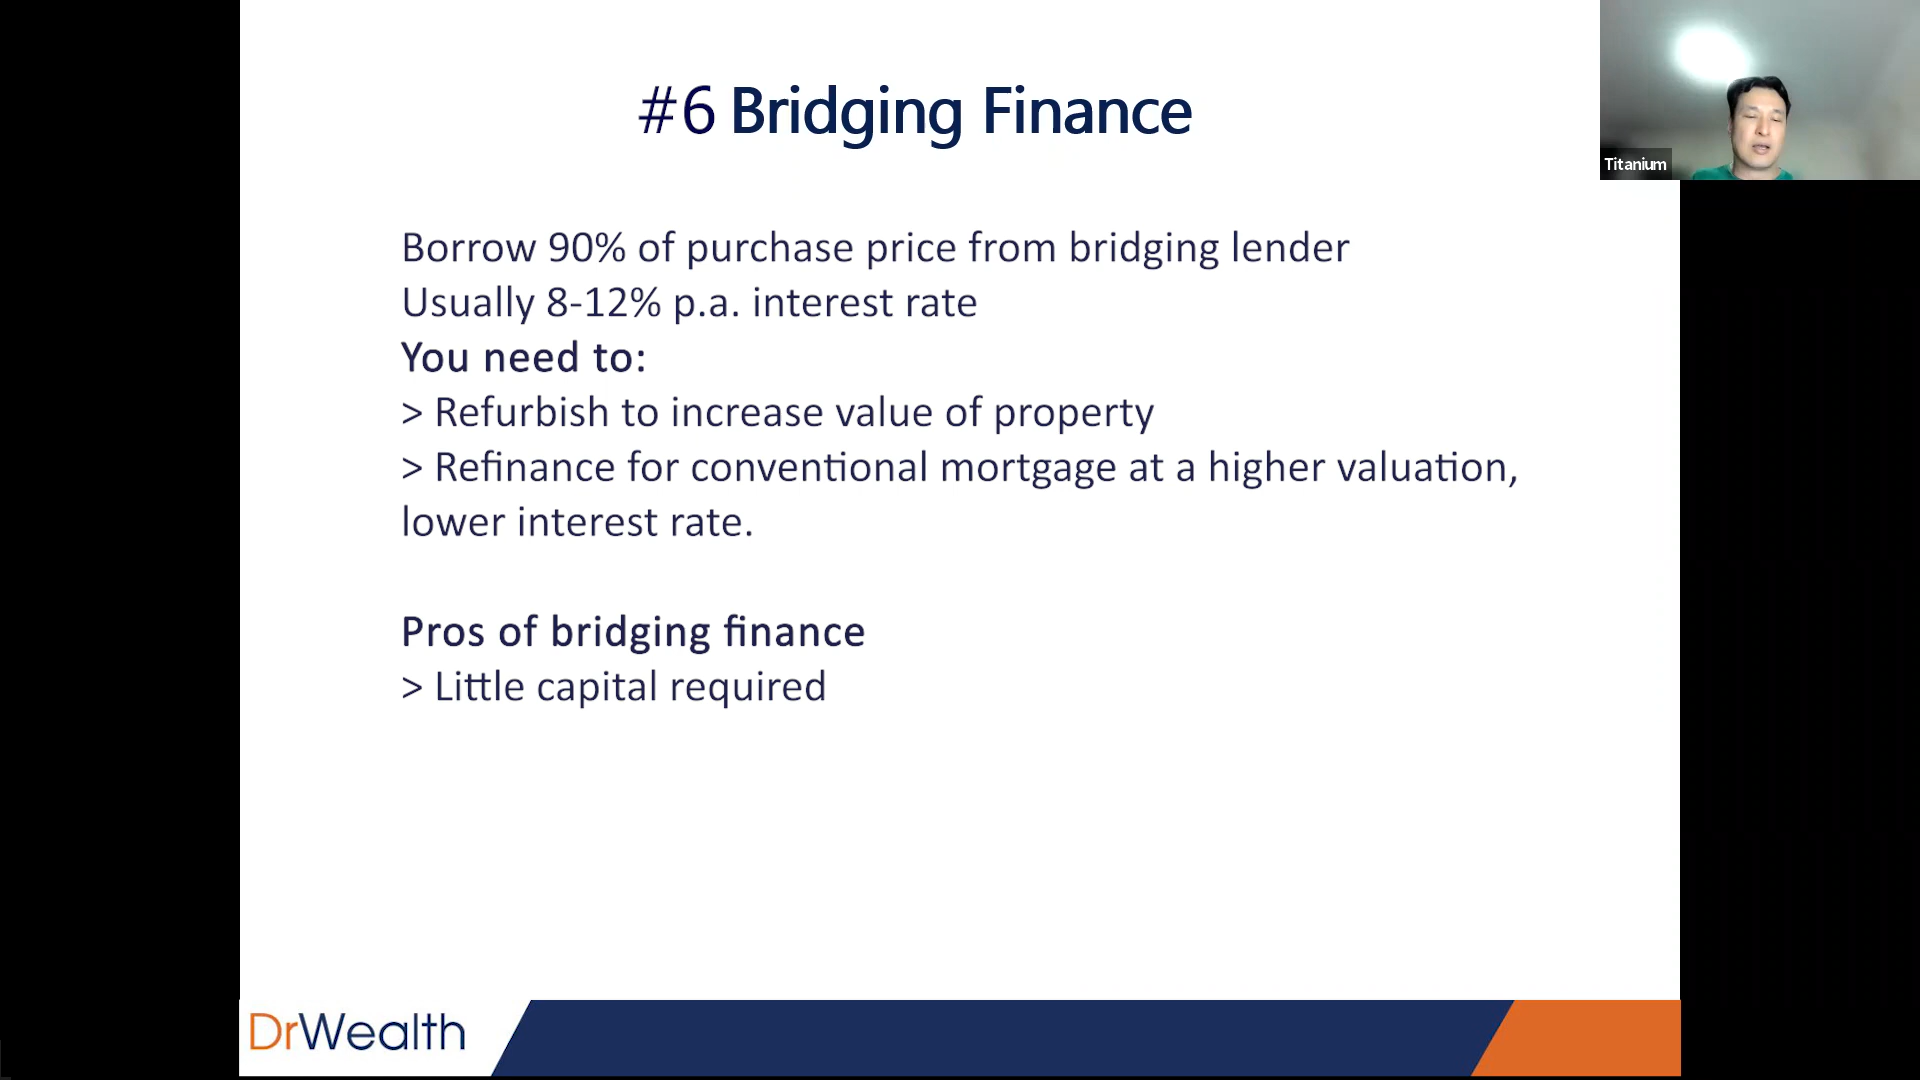 #6 Bridging Finance
Titanium
Borrow 90% of purchase price from bridging lender
Usually 8-12% p.a. interest rate
You need to:
> Refurbish to increase value of property
> Refinance for conventional mortgage at a higher valuation,
lower interest rate.
Pros of bridging finance
> Little capital required
DrWealth